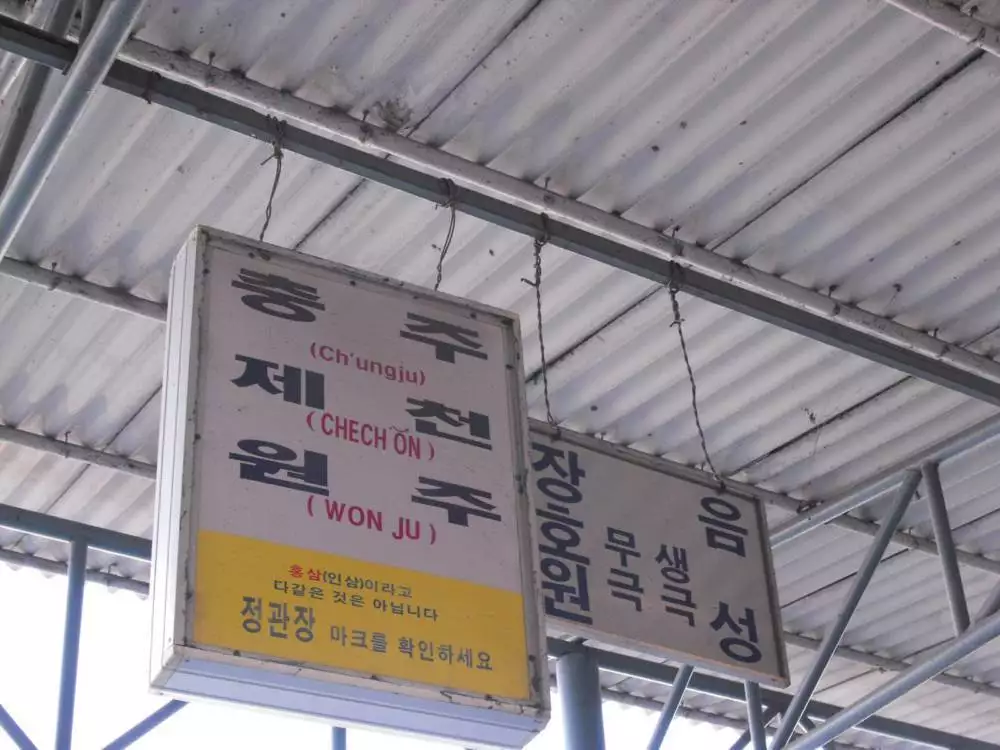 충 주
(Ch'ungju)
제 천
(CHECHŎN)
원 주
(WON JU)
홍삼(인삼)이라고
다같은 것은 아닙니다
정관장 마크를 확인하세요
장호원
무극
생극
음성